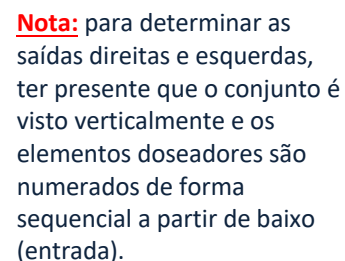 Nota: para determinar as
saídas direitas e esquerdas,
ter presente que o conjunto é
visto verticalmente e os
elementos doseadores são
numerados de forma
sequencial a partir de baixo
(entrada).